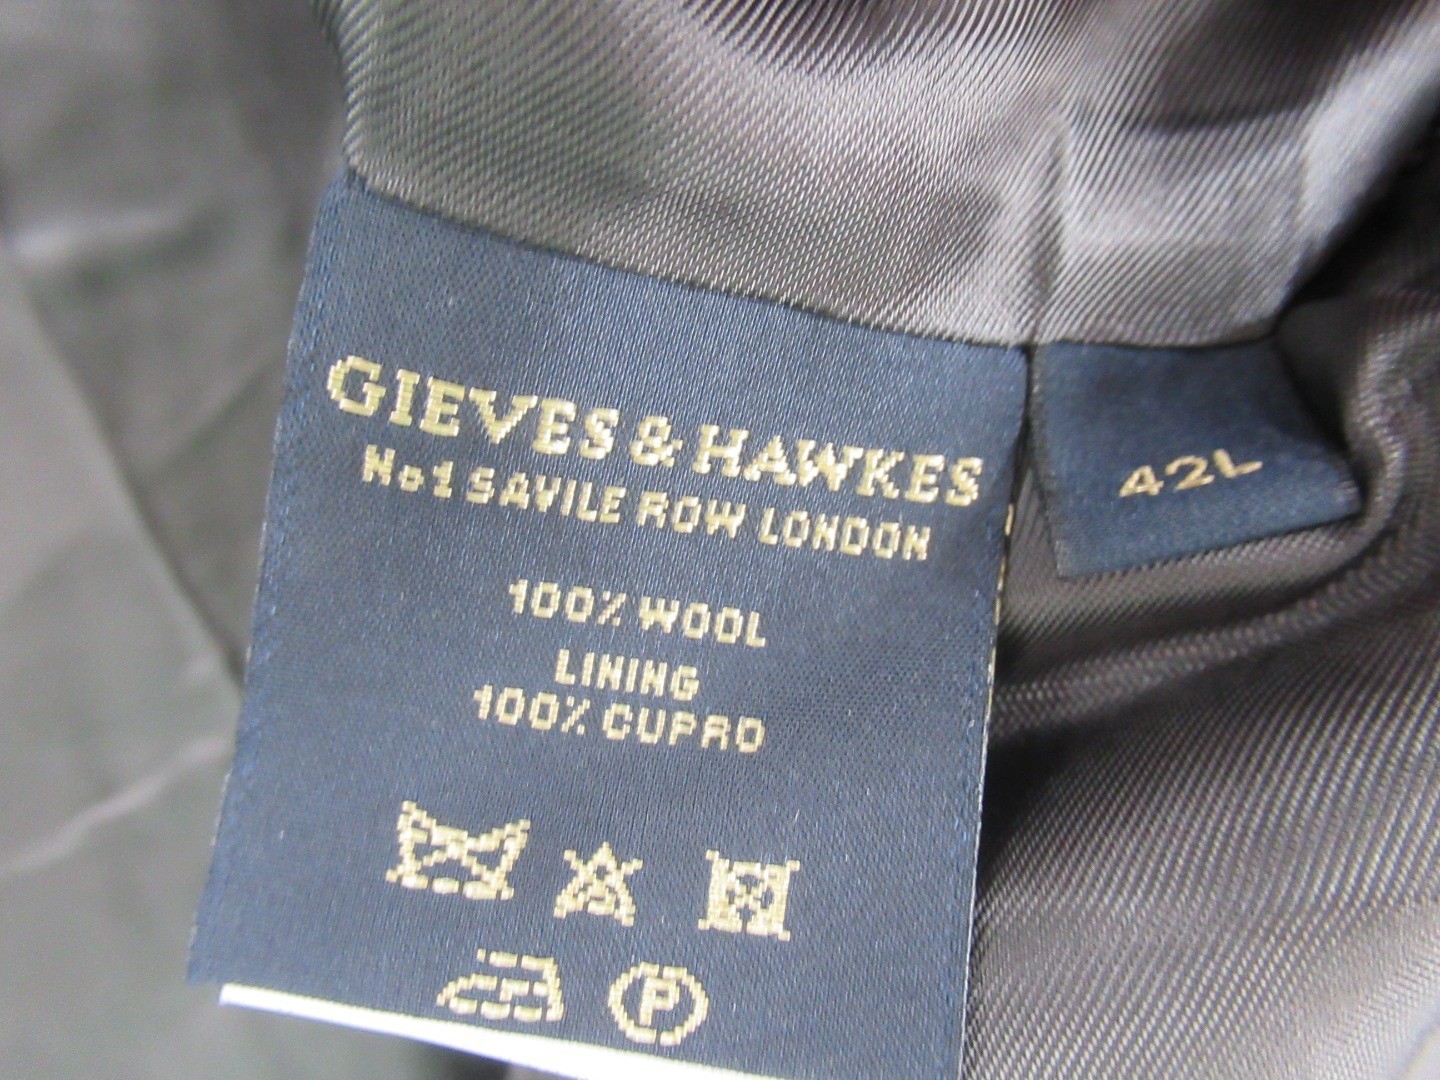 GIEVES & HAWKES
No1 SAVILE ROW LONDON
100% WOOL
LINING
100% CUPRO
P
42L